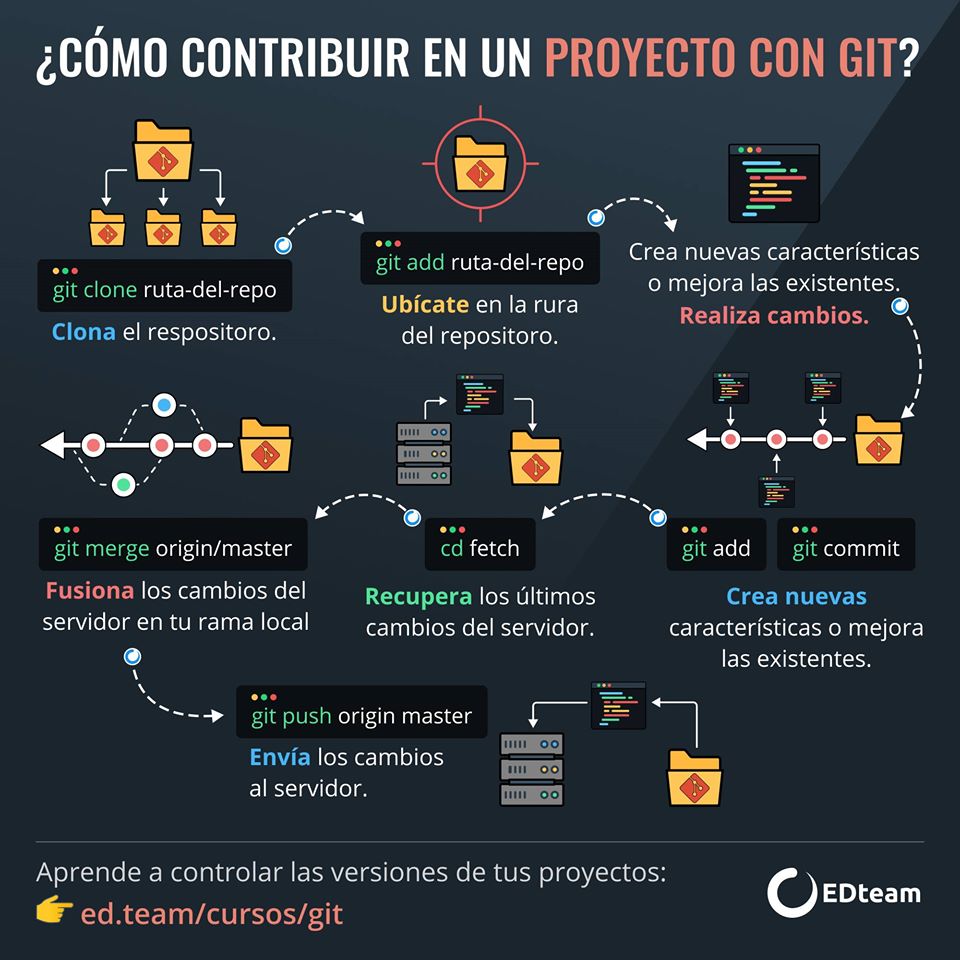 ¿CÓMO CONTRIBUIR EN UN PROYECTO CON GIT?
git clone ruta-del-repo
Clona el respositoro.
git add ruta-del-repo
Ubícate en la rura
del repositoro.
Crea nuevas características
o mejora las existentes.
Realiza cambios.
git add
git commit
Crea nuevas
características o mejora
las existentes.
cd fetch
Recupera los últimos
cambios del servidor.
git merge origin/master
Fusiona los cambios del
servidor en tu rama local
git push origin master
Envía los cambios
al servidor.
Aprende a controlar las versiones de tus proyectos:
ed.team/cursos/git
EDteam